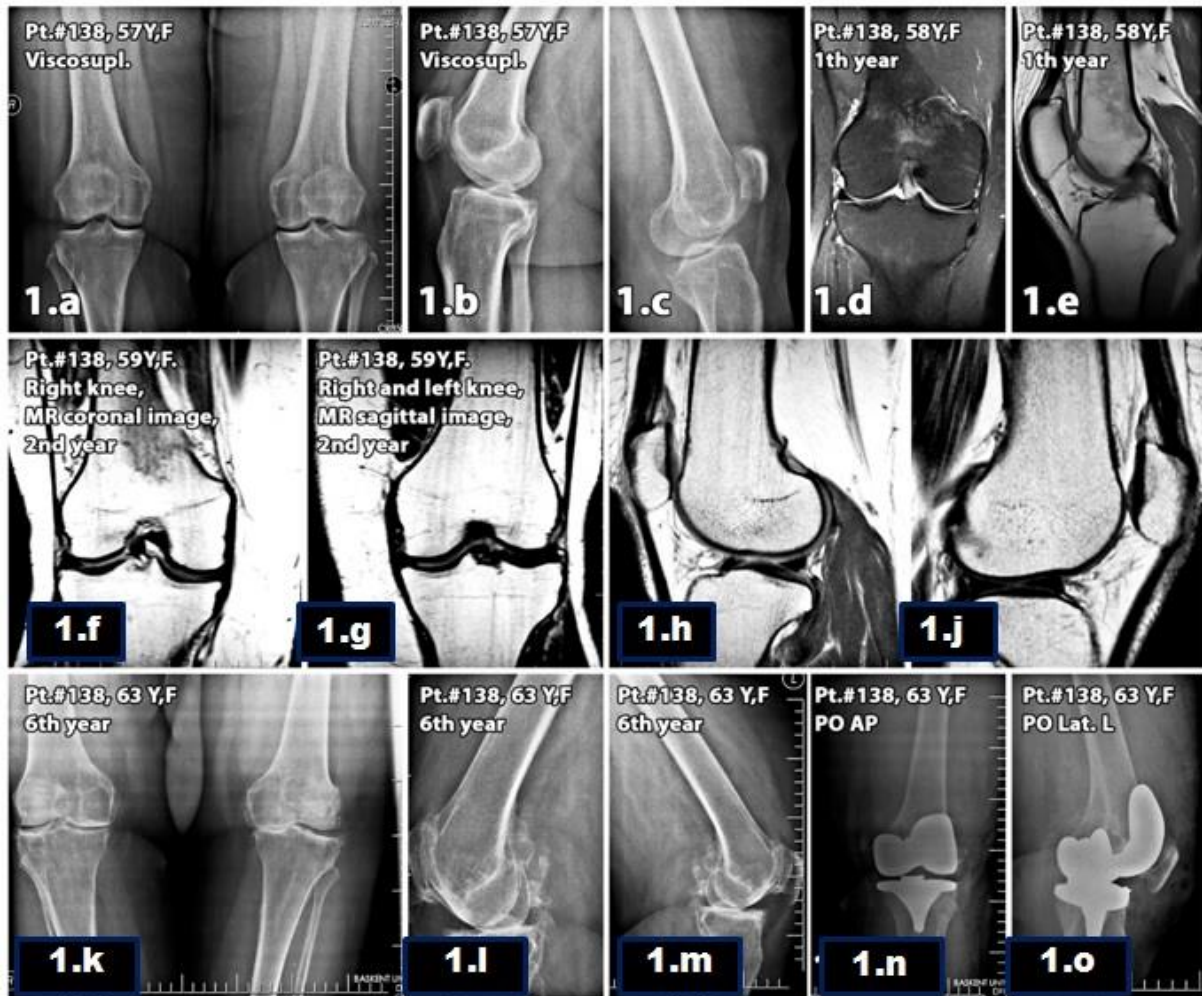 Pt.#138, 57Y,F
Viscosupl.
1.a
Pt.#138, 57Y,F
Viscosupl.
1.b
1.c
Pt.#138, 58Y,F
1th year
1.d
Pt.#138, 58Y,F
1th year
1.e
Pt.#138, 59Y,F.
Right knee,
MR coronal image,
2nd year
1.f
Pt.#138, 59Y,F.
Right and left knee,
MR sagittal image,
2nd year
1.g
1.h
1.j
Pt.#138, 63 Y,F
6th year
1.k
BASKENT UN
Pt.#138, 63 Y,F
6th year
1.l
Pt.#138, 63 Y,F
6th year
1.m
Pt.#138, 63 Y,F
PO AP
1.n
Pt.#138, 63 Y,F
PO Lat. L
1.o